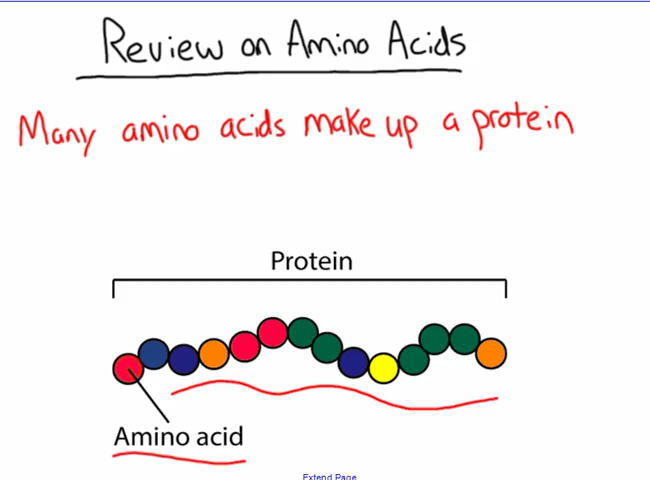 Review on Amino Acids
Many amino acids make up a protein
Protein
Amino acid
Extend Page